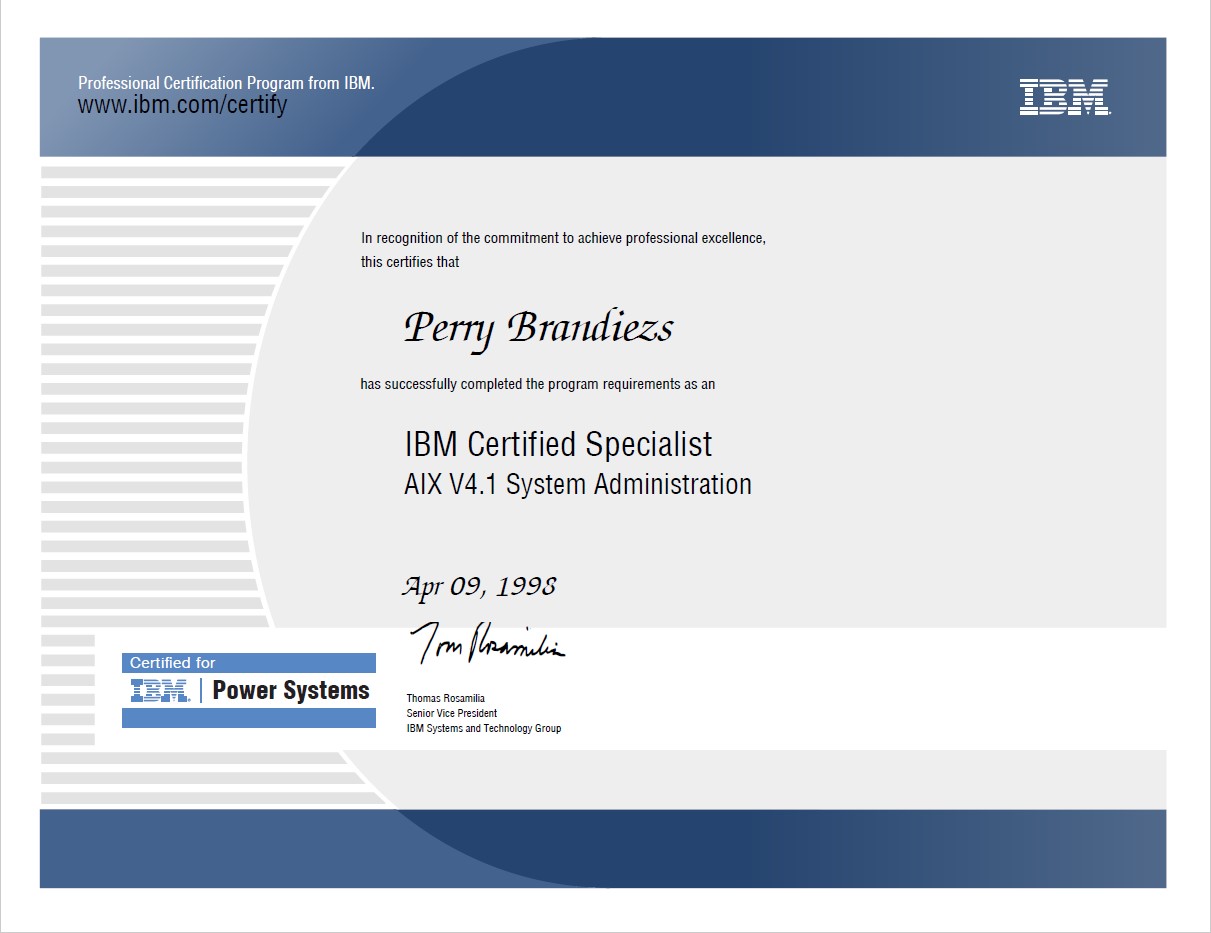 Professional Certification Program from IBM.
www.ibm.com/certify
IBM
In recognition of the commitment to achieve professional excellence,
this certifies that
Perry Brandiezs
has successfully completed the program requirements as an
IBM Certified Specialist
AIX V4.1 System Administration
Apr 09, 1998
Tom Rosamilia
Certified for
IBM | Power Systems
Thomas Rosamilia
Senior Vice President
IBM Systems and Technology Group